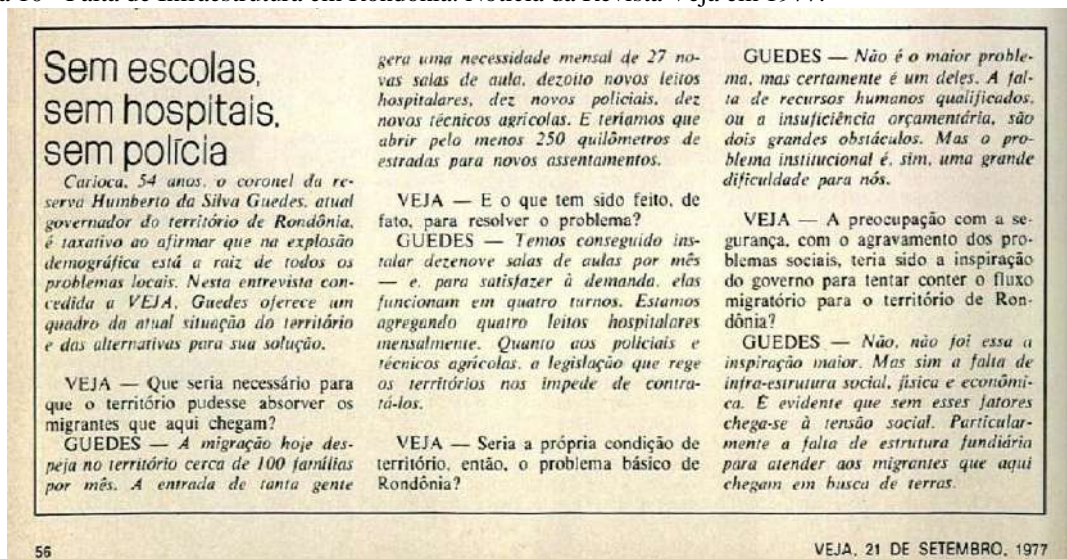 Falta de Infraestrutura em Rondônia. Notícia da Revista Veja em 1977.
Sem escolas,
sem hospitais,
sem polícia
Carioca, 54 anos, o coronel da re-
serva Humberto da Silva Guedes, atual
governador do território de Rondônia,
é taxativo ao afirmar que na explosão
demográfica está a raiz de todos os
problemas locais. Nesta entrevista con-
cedida a VEJA, Guedes oferece um
quadro da atual situação do território
e das alternativas para sua solução.
VEJA — Que seria necessário para
que o território pudesse absorver os
migrantes que aqui chegam?
GUEDES — A migração hoje des-
peja no território cerca de 100 famílias
por mês. A entrada de tanta gente
gera uma necessidade mensal de 27 no-
vas salas de aula, dezoito novos leitos
hospitalares, dez novos policiais, dez
novos técnicos agrícolas. E teríamos que
abrir pelo menos 250 quilômetros de
estradas para novos assentamentos.
VEJA — E o que tem sido feito, de
fato, para resolver o problema?
GUEDES — Temos conseguido ins-
talar dezenove salas de aulas por mês
— e, para satisfazer à demanda, elas
funcionam em quatro turnos. Estamos
agregando quatro leitos hospitalares
mensalmente. Quanto aos policiais e
técnicos agrícolas, a legislação que rege
os territórios nos impede de contra-
tá-los.
VEJA — Seria a própria condição de
território, então, o problema básico de
Rondônia?
GUEDES — Não é o maior proble-
ma, mas certamente é um deles. A fal-
ta de recursos humanos qualificados,
ou a insuficiência orçamentária, são
dois grandes obstáculos. Mas o pro-
blema institucional é, sim, uma grande
dificuldade para nós.
VEJA — A preocupação com a se-
gurança, com o agravamento dos pro-
blemas sociais, teria sido a inspiração
do governo para tentar conter o fluxo
migratório para o território de Ron-
dônia?
GUEDES — Não, não foi essa a
inspiração maior. Mas sim a falta de
infra-estrutura social, física e econômi-
ca. É evidente que sem esses fatores
chega-se à tensão social. Particular-
mente a falta de estrutura fundiária
para atender aos migrantes que aqui
chegam em busca de terras.
56
VEJA, 21 DE SETEMBRO, 1977